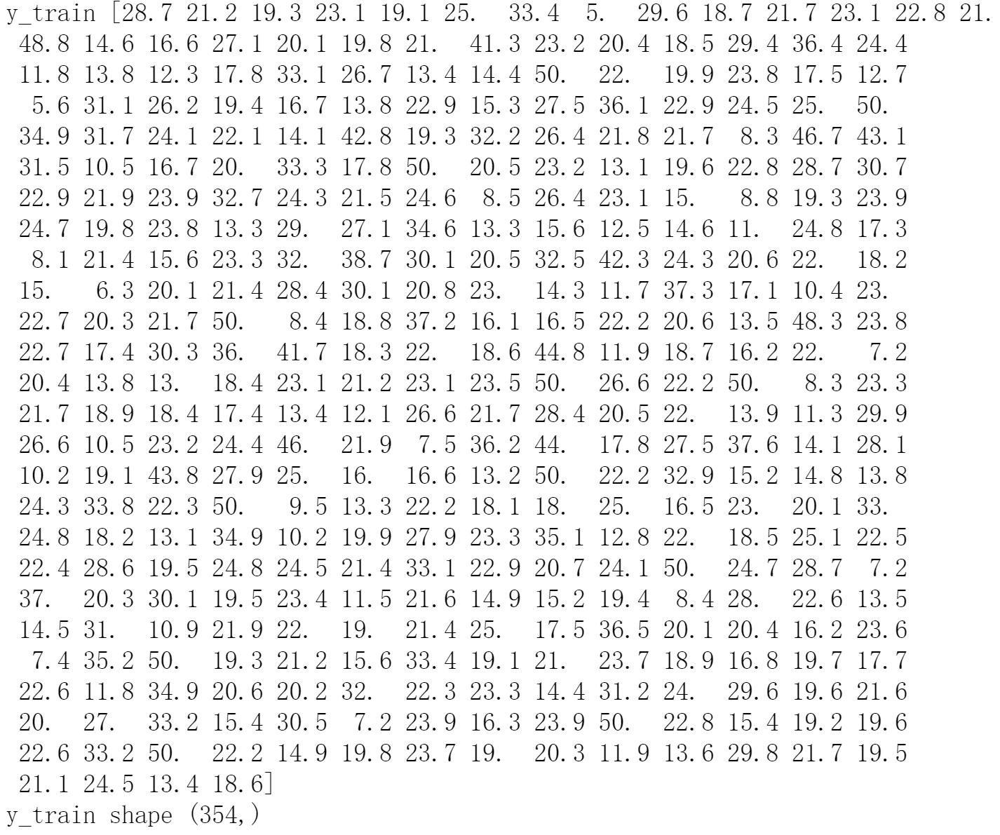 y_train [28.7 21.2 19.3 23.1 19.1 25.  33.4  5.  29.6 18.7 21.7 23.1 22.8 21.
 48.8 14.6 16.6 27.1 20.1 19.8 21.  41.3 23.2 20.4 18.5 29.4 36.4 24.4
 11.8 13.8 12.3 17.8 33.1 26.7 13.4 14.4 50.  22.  19.9 23.8 17.5 12.7
  5.6 31.1 26.2 19.4 16.7 13.8 22.9 15.3 27.5 36.1 22.9 24.5 25.  50.
 34.9 31.7 24.1 22.1 14.1 42.8 19.3 32.2 26.4 21.8 21.7  8.3 46.7 43.1
 31.5 10.5 16.7 20.  33.3 17.8 50.  20.5 23.2 13.1 19.6 22.8 28.7 30.7
 22.9 21.9 23.9 32.7 24.3 21.5 24.6  8.5 26.4 23.1 15.   8.8 19.3 23.9
 24.7 19.8 23.8 13.3 29.  27.1 34.6 13.3 15.6 12.5 14.6 11.  24.8 17.3
  8.1 21.4 15.6 23.3 32.  38.7 30.1 20.5 32.5 42.3 24.3 20.6 22.  18.2
 15.   6.3 20.1 21.4 28.4 30.1 20.8 23.  14.3 11.7 37.3 17.1 10.4 23.
 22.7 20.3 21.7 50.   8.4 18.8 37.2 16.1 16.5 22.2 20.6 13.5 48.3 23.8
 22.7 17.4 30.3 36.  41.7 18.3 22.  18.6 44.8 11.9 18.7 16.2 22.   7.2
 20.4 13.8 13.  18.4 23.1 21.2 23.1 23.5 50.  26.6 22.2 50.   8.3 23.3
 21.7 18.9 18.4 17.4 13.4 12.1 26.6 21.7 28.4 20.5 22.  13.9 11.3 29.9
 26.6 10.5 23.2 24.4 46.  21.9  7.5 36.2 44.  17.8 27.5 37.6 14.1 28.1
 10.2 19.1 43.8 27.9 25.  16.  16.6 13.2 50.  22.2 32.9 15.2 14.8 13.8
 24.3 33.8 22.3 50.   9.5 13.3 22.2 18.1 18.  25.  16.5 23.  20.1 33.
 24.8 18.2 13.1 34.9 10.2 19.9 27.9 23.3 35.1 12.8 22.  18.5 25.1 22.5
 22.4 28.6 19.5 24.8 24.5 21.4 33.1 22.9 20.7 24.1 50.  24.7 28.7  7.2
 37.  20.3 30.1 19.5 23.4 11.5 21.6 14.9 15.2 19.4  8.4 28.  22.6 13.5
 14.5 31.  10.9 21.9 22.  19.  21.4 25.  17.5 36.5 20.1 20.4 16.2 23.6
  7.4 35.2 50.  19.3 21.2 15.6 33.4 19.1 21.  23.7 18.9 16.8 19.7 17.7
 22.6 11.8 34.9 20.6 20.2 32.  22.3 23.3 14.4 31.2 24.  29.6 19.6 21.6
 20.  27.  33.2 15.4 30.5  7.2 23.9 16.3 23.9 50.  22.8 15.4 19.2 19.6
 22.6 33.2 50.  22.2 14.9 19.8 23.7 19.  20.3 11.9 13.6 29.8 21.7 19.5
 21.1 24.5 13.4 18.6]
y_train shape (354,)